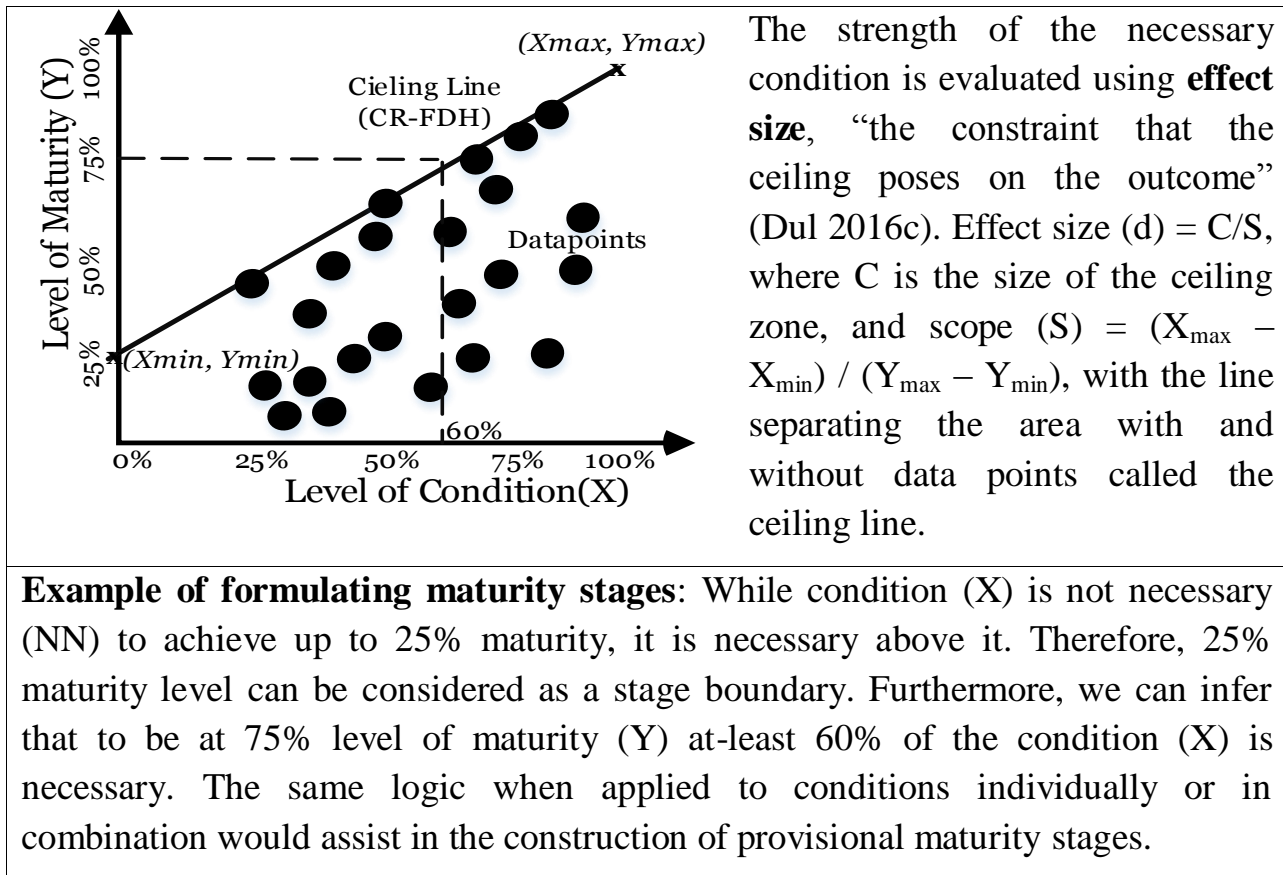 (Xmax, Ymax)
Cieling Line
(CR-FDH)
Datapoints
(Xmin, Ymin)
Level of Maturity (Y)
100%
75%
50%
25%
60%
0% 25% 50% 75% 100%
Level of Condition(X)
The strength of the necessary
condition is evaluated using effect
size, “the constraint that the
ceiling poses on the outcome”
(Dul 2016c). Effect size (d) = C/S,
where C is the size of the ceiling
zone, and scope (S) = (Xmax –
Xmin) / (Ymax – Ymin), with the line
separating the area with and
without data points called the
ceiling line.
Example of formulating maturity stages: While condition (X) is not necessary
(NN) to achieve up to 25% maturity, it is necessary above it. Therefore, 25%
maturity level can be considered as a stage boundary. Furthermore, we can infer
that to be at 75% level of maturity (Y) at-least 60% of the condition (X) is
necessary. The same logic when applied to conditions individually or in
combination would assist in the construction of provisional maturity stages.